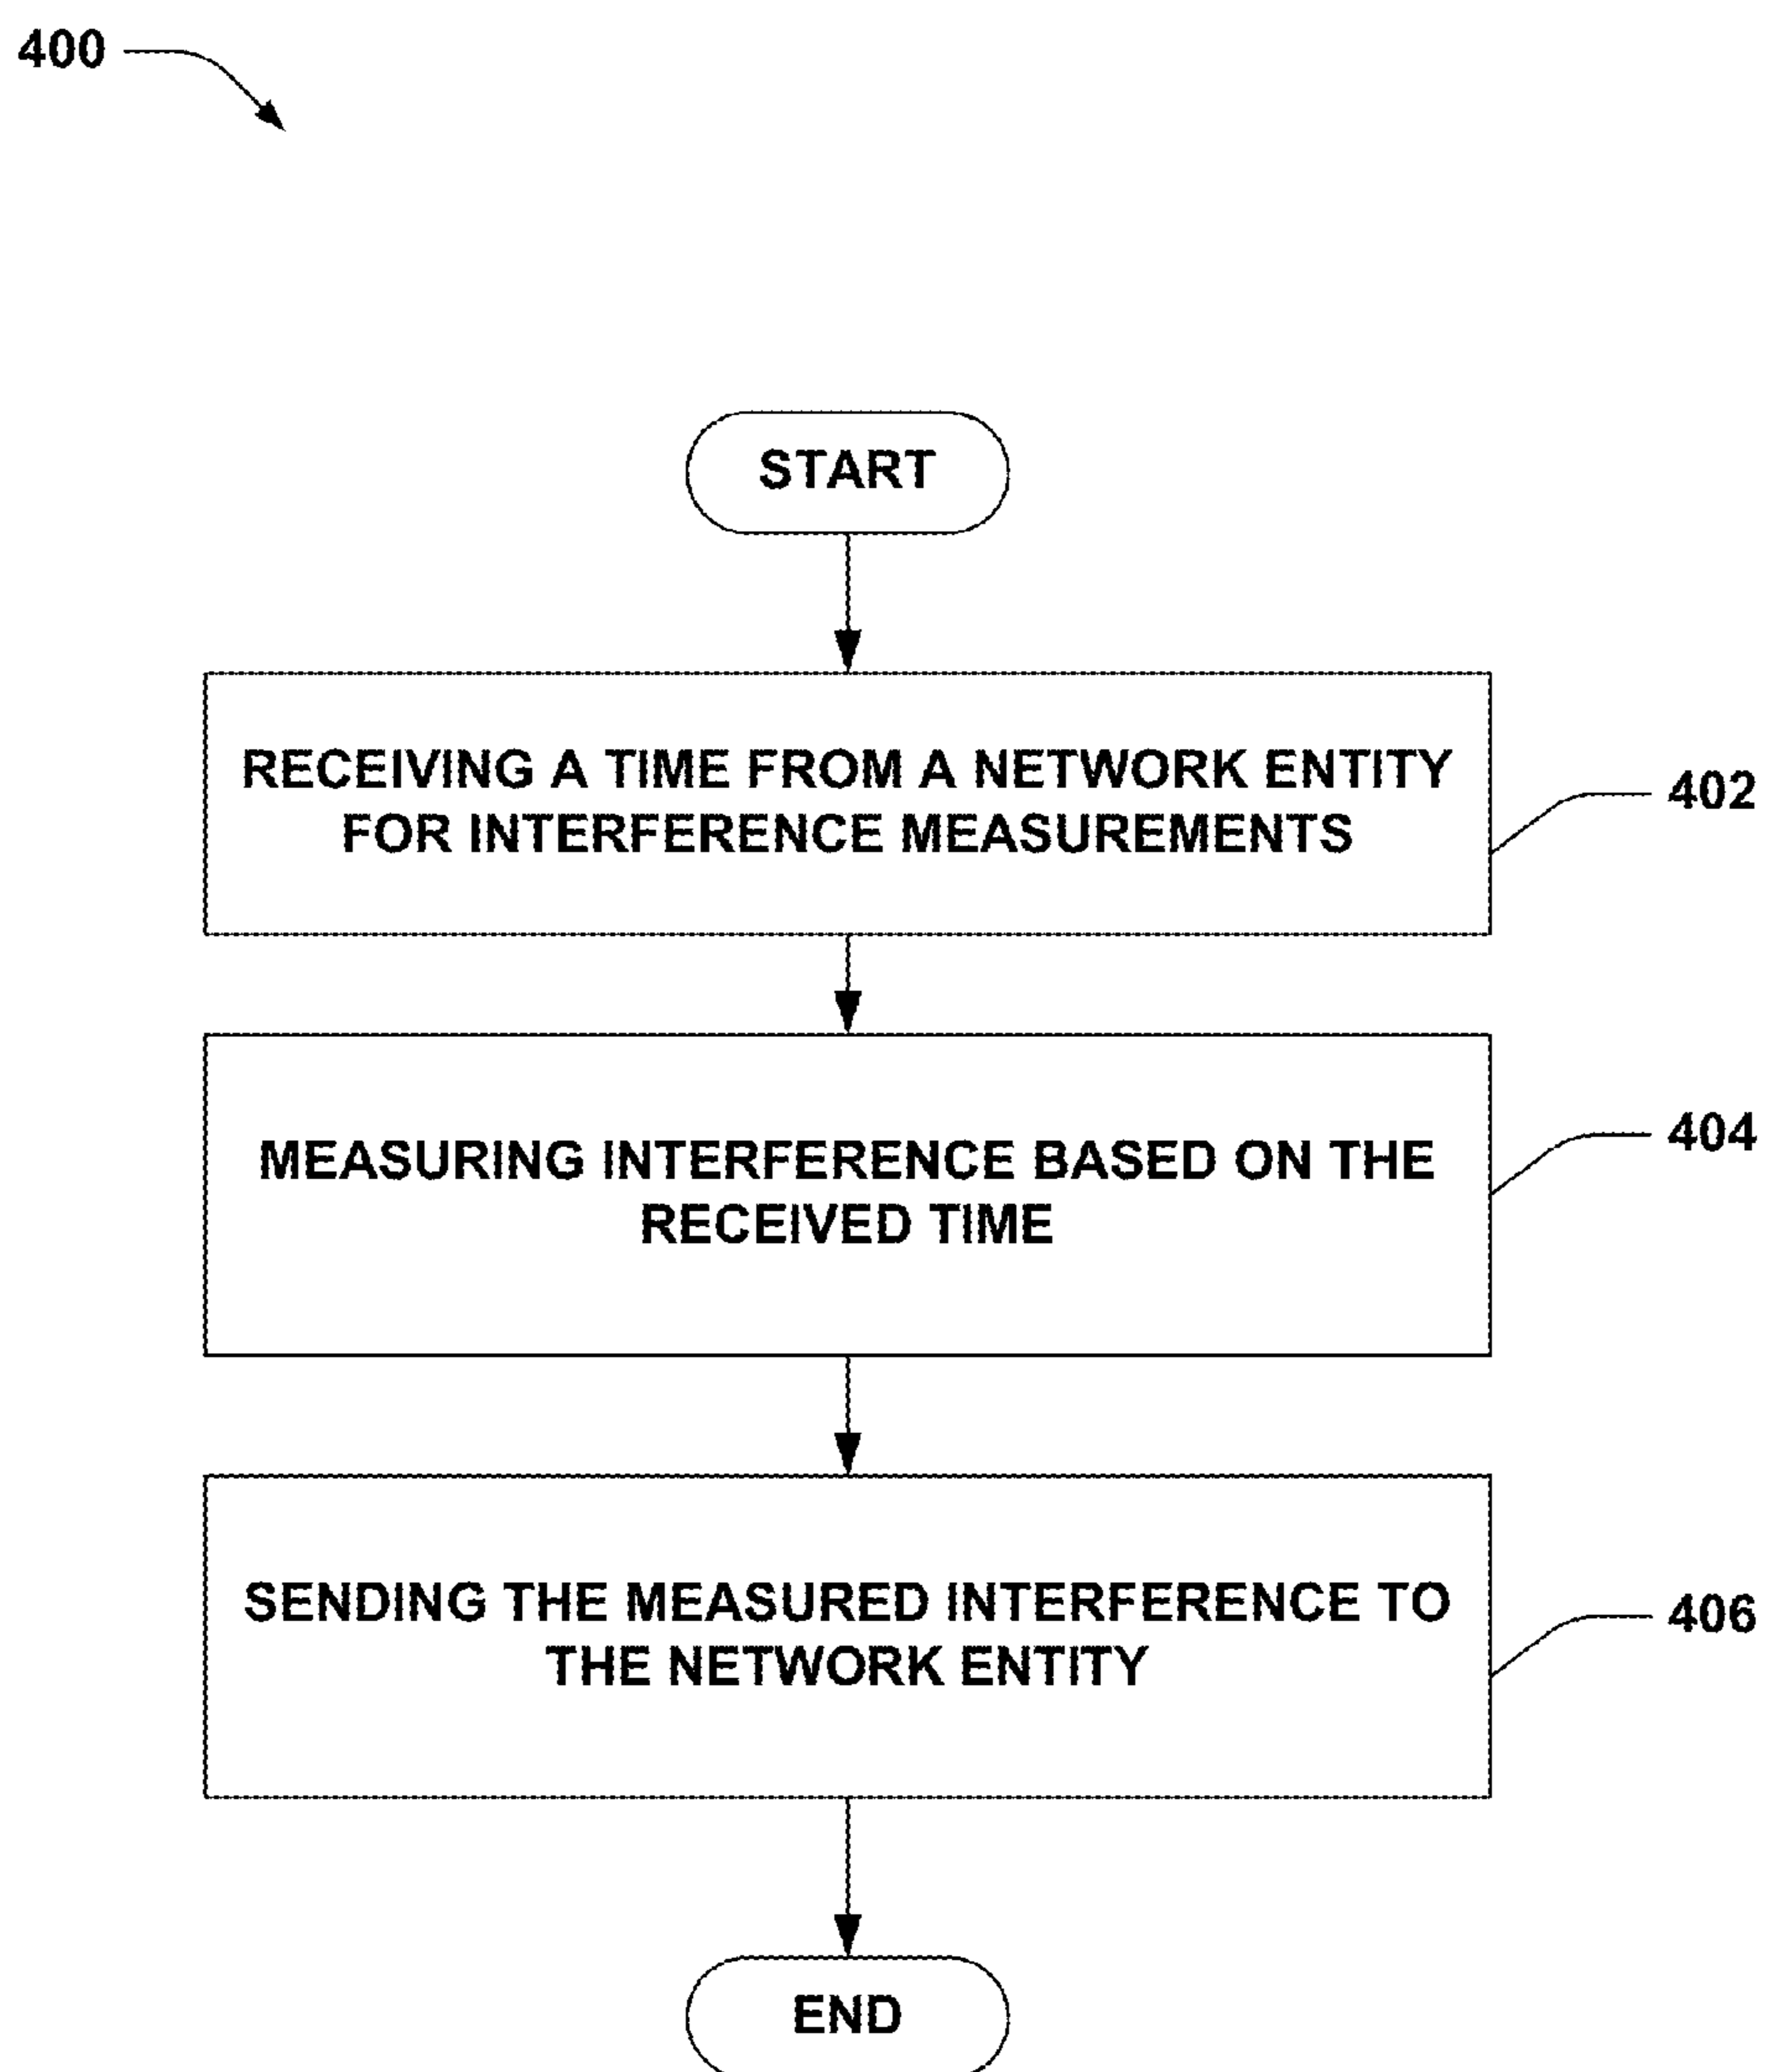 400
START
RECEIVING A TIME FROM A NETWORK ENTITY
FOR INTERFERENCE MEASUREMENTS
402
MEASURING INTERFERENCE BASED ON THE
RECEIVED TIME
404
SENDING THE MEASURED INTERFERENCE TO
THE NETWORK ENTITY
406
END